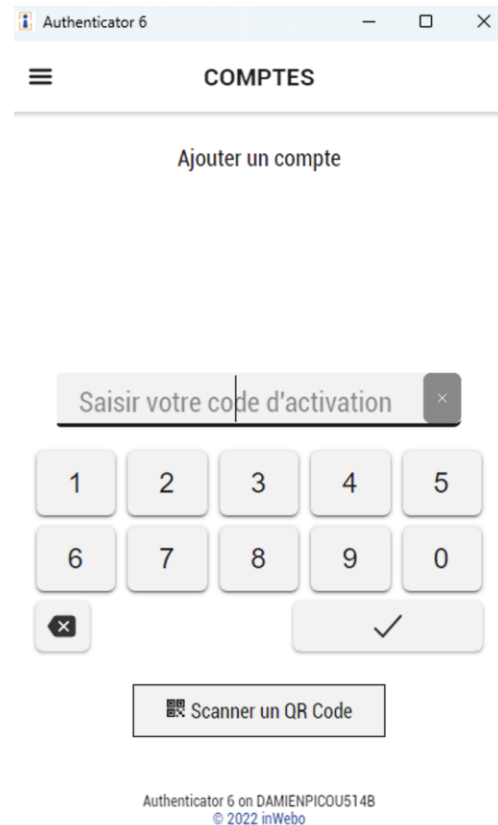 Authenticator 6
COMPTES
Ajouter un compte
Saisir votre code d'activation
1 2 3 4 5
6 7 8 9 0
Scanner un QR Code
Authenticator 6 on DAMIENPICOU514B
© 2022 inWebo